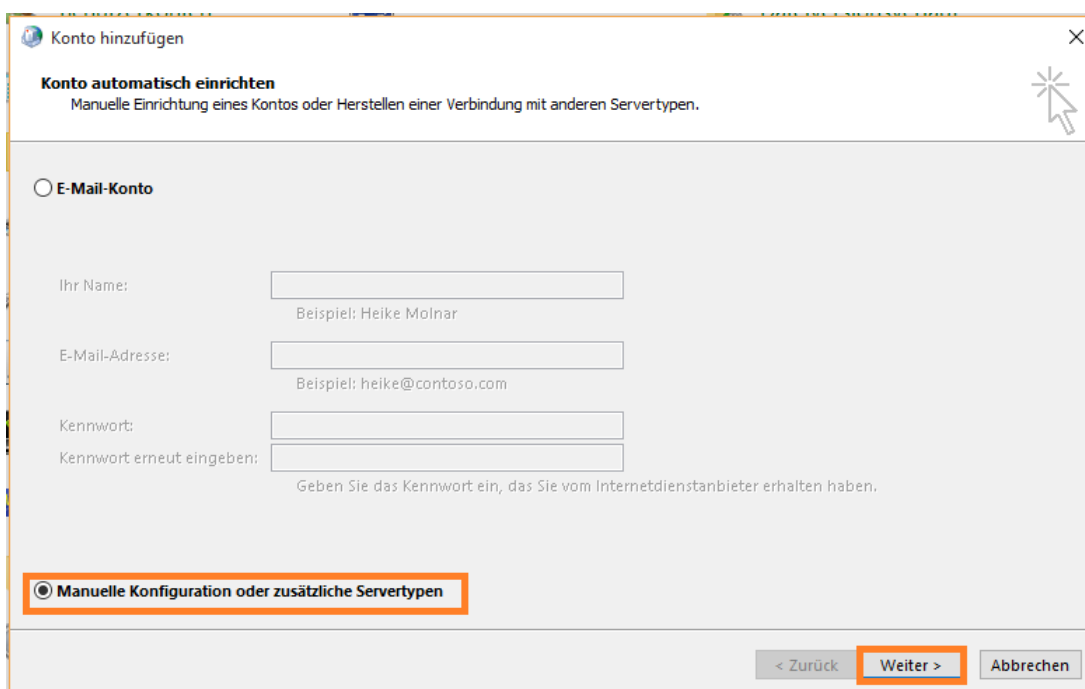 Konto hinzufügen
Konto automatisch einrichten
Manuelle Einrichtung eines Kontos oder Herstellen einer Verbindung mit anderen Servertypen.
E-Mail-Konto
Ihr Name:
Beispiel: Heike Molnar
E-Mail-Adresse:
Beispiel: heike@contoso.com
Kennwort:
Kennwort erneut eingeben:
Geben Sie das Kennwort ein, das Sie vom Internetdienstanbieter erhalten haben.
Manuelle Konfiguration oder zusätzliche Servertypen
< Zurück Weiter > Abbrechen